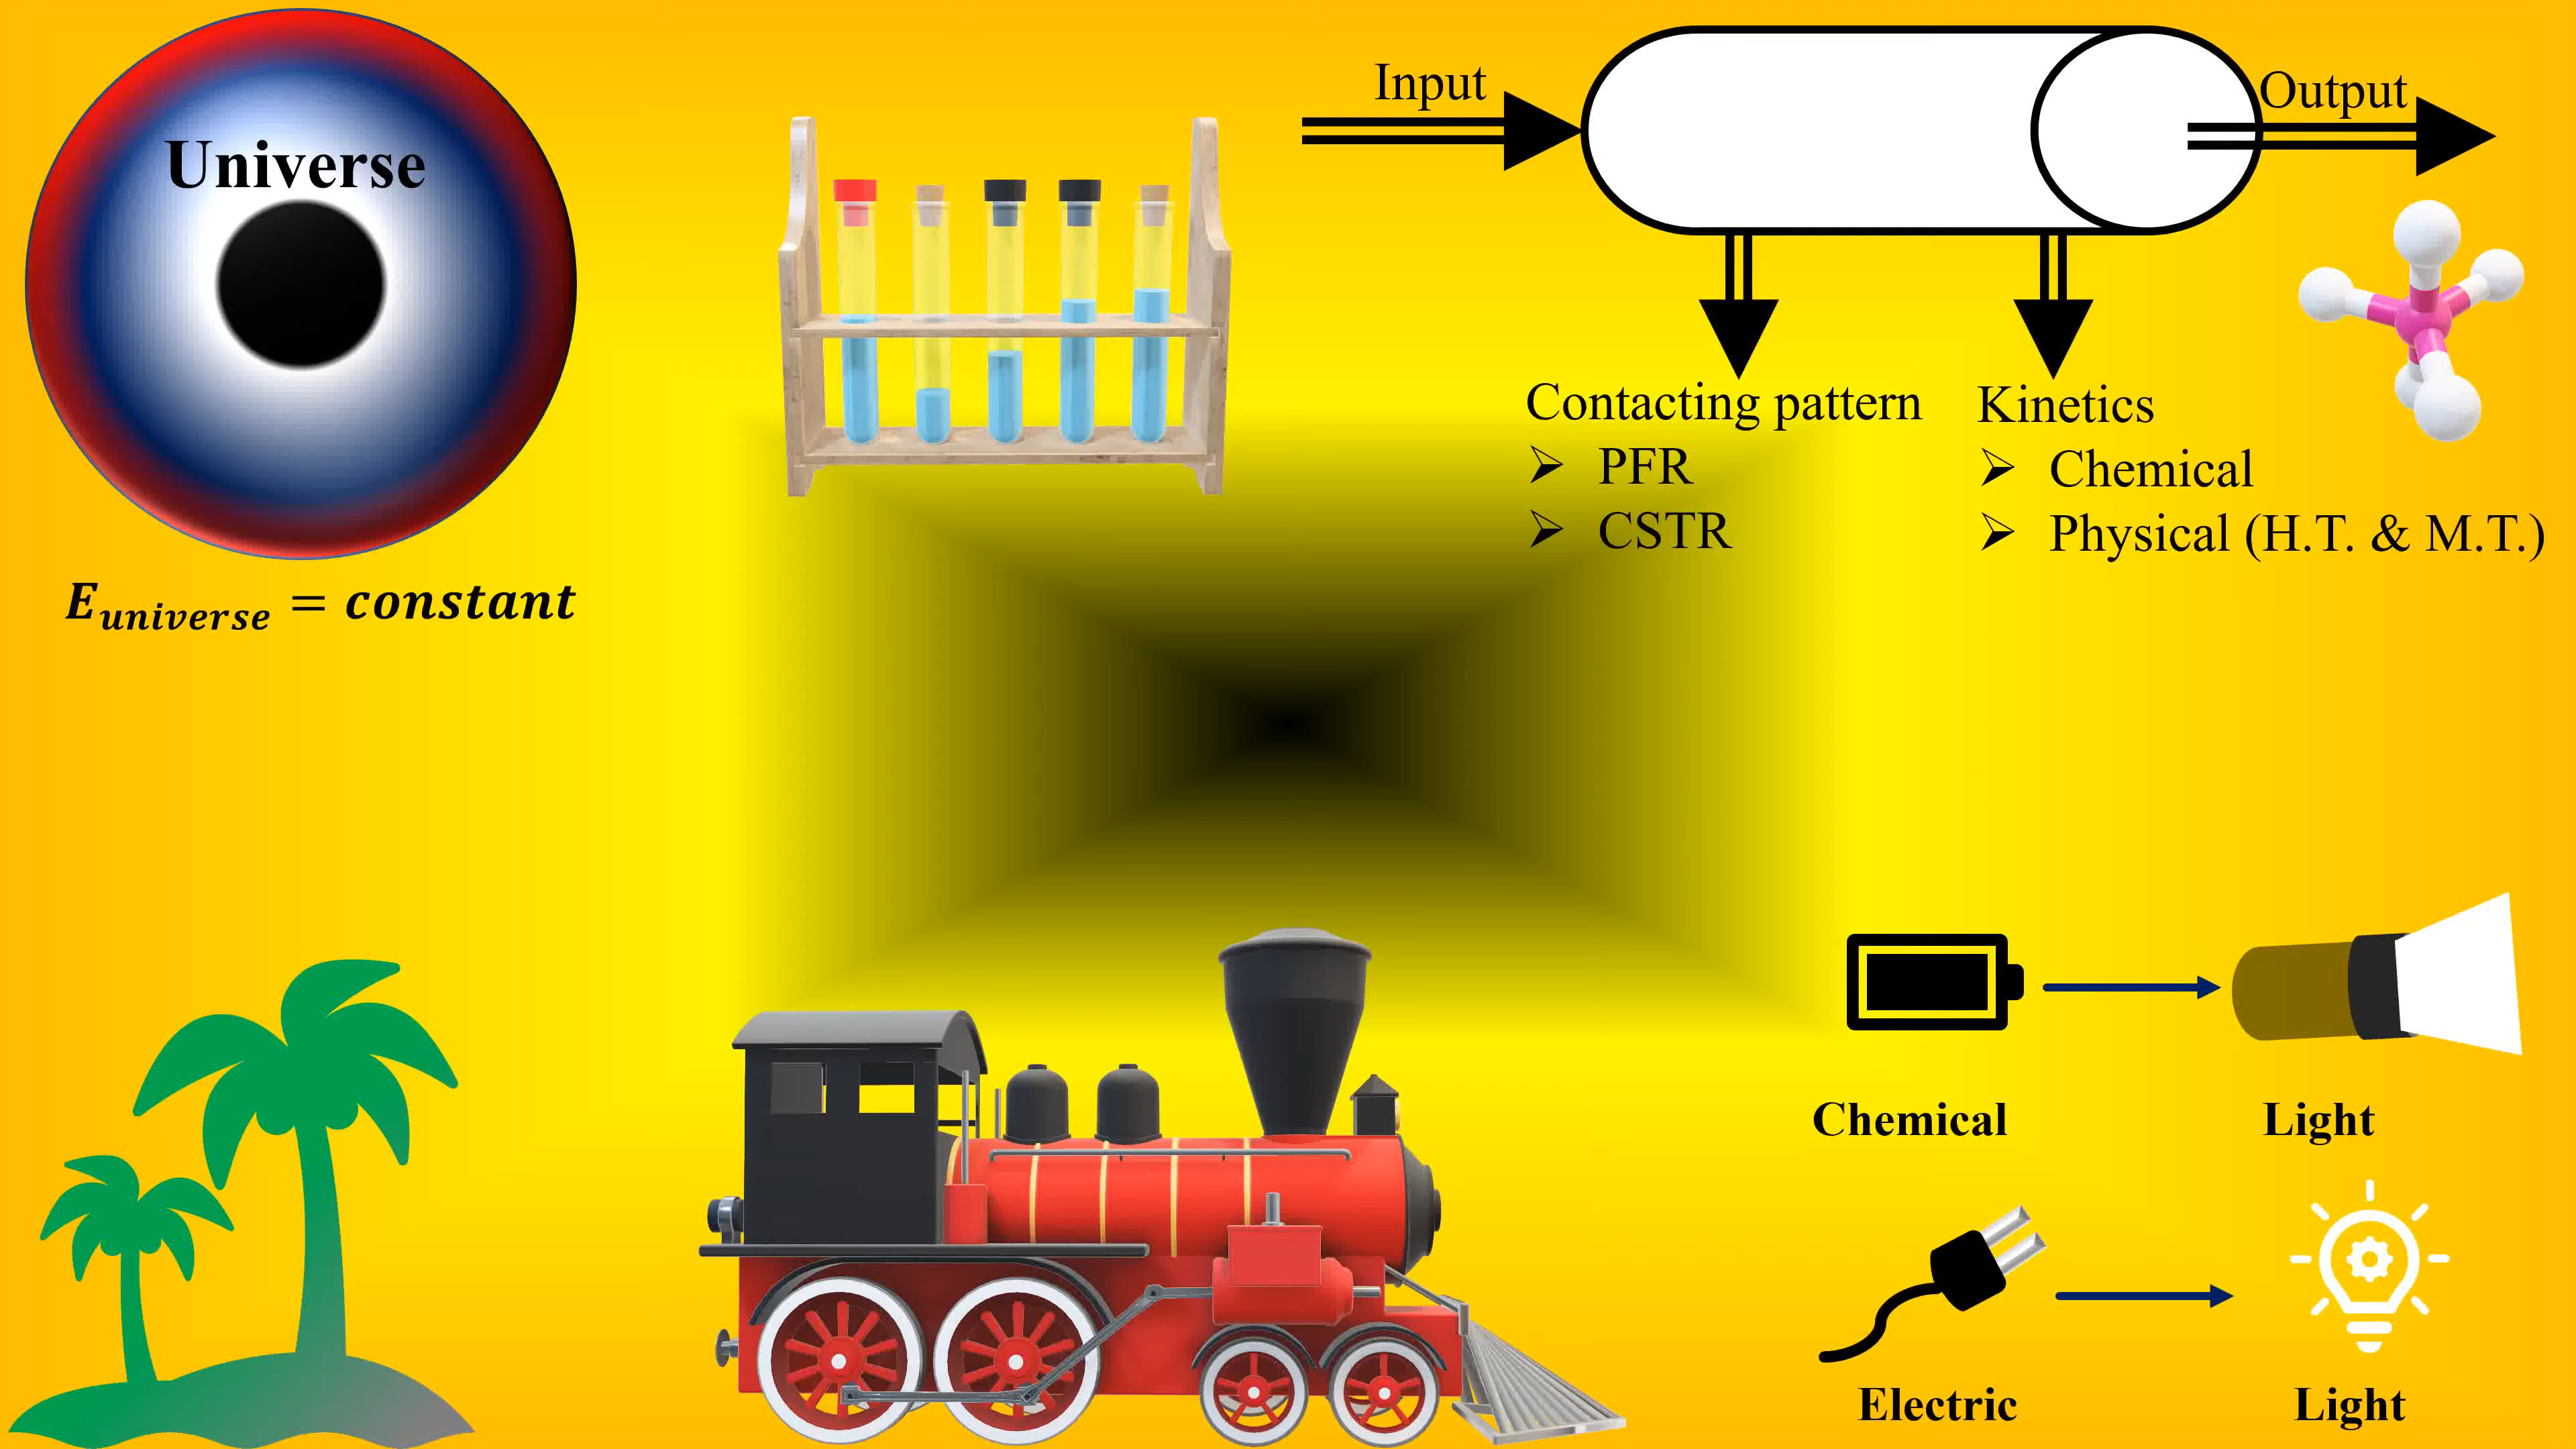 Universe
E_universe = constant
Input
Output
Contacting pattern
➢ PFR
➢ CSTR
Kinetics
➢ Chemical
➢ Physical (H.T. & M.T.)
Chemical
Light
Electric
Light